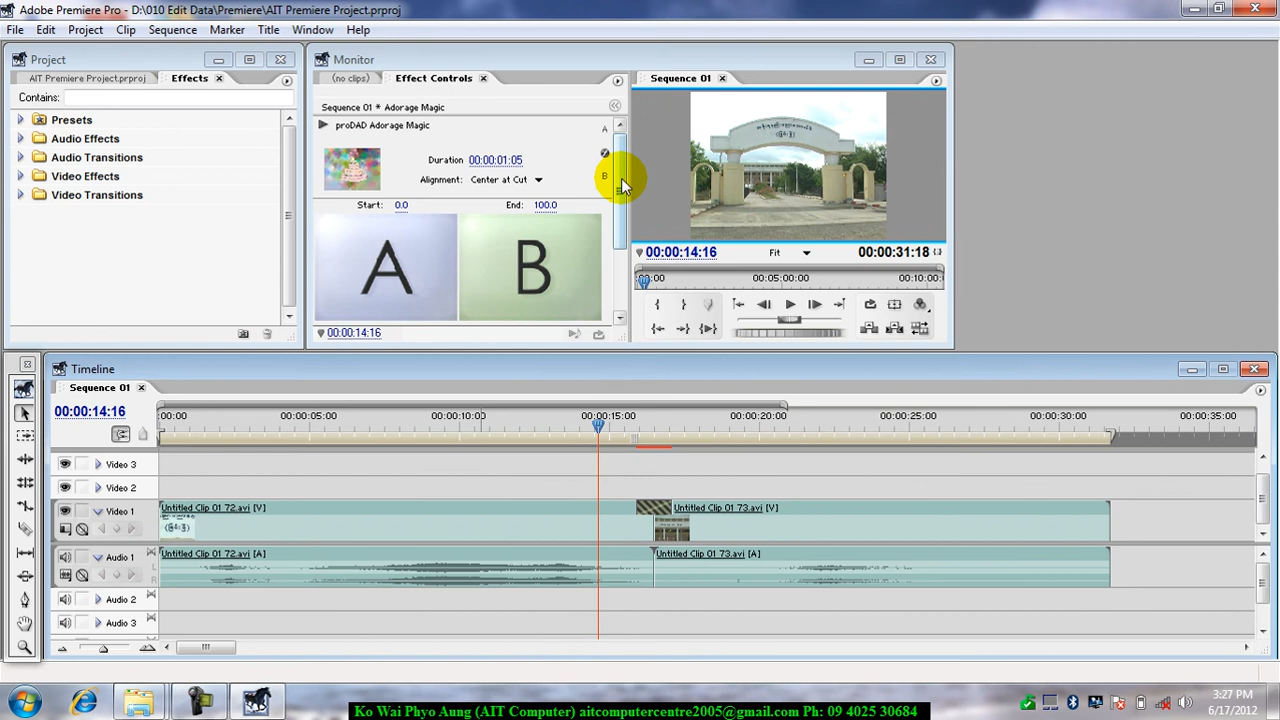 Adobe Premiere Pro - D:\010 Edit Data\Premiere\AIT Premiere Project.prproj
File Edit Project Clip Sequence Marker Title Window Help
Project
AIT Premiere Project.prproj Effects
Contains:
Presets
Audio Effects
Audio Transitions
Video Effects
Video Transitions
Monitor
(no clips) Effect Controls
Sequence 01 * Adorage Magic
proDAD Adorage Magic
Duration 00:00:01:05
Alignment: Center at Cut
A
B
Start: 0.0 End: 100.0
A B
00:00:14:16
Sequence 01
00:00:14:16 Fit 00:00:31:18
:00:00 00:05:00:00 00:10:00:
Timeline
Sequence 01
00:00:14:16
:00:00 00:00:05:00 00:00:10:00 00:00:15:00 00:00:20:00 00:00:25:00 00:00:30:00 00:00:35:00
Video 3
Video 2
Video 1
Untitled Clip 01 72.avi [V] Untitled Clip 01 73.avi [V]
Audio 1
L
R
Untitled Clip 01 72.avi [A] Untitled Clip 01 73.avi [A]
Audio 2
Audio 3
3:27 PM
6/17/2012
Ko Wai Phyo Aung (AIT Computer) aitcomputercentre2005@gmail.com Ph: 09 4025 30684